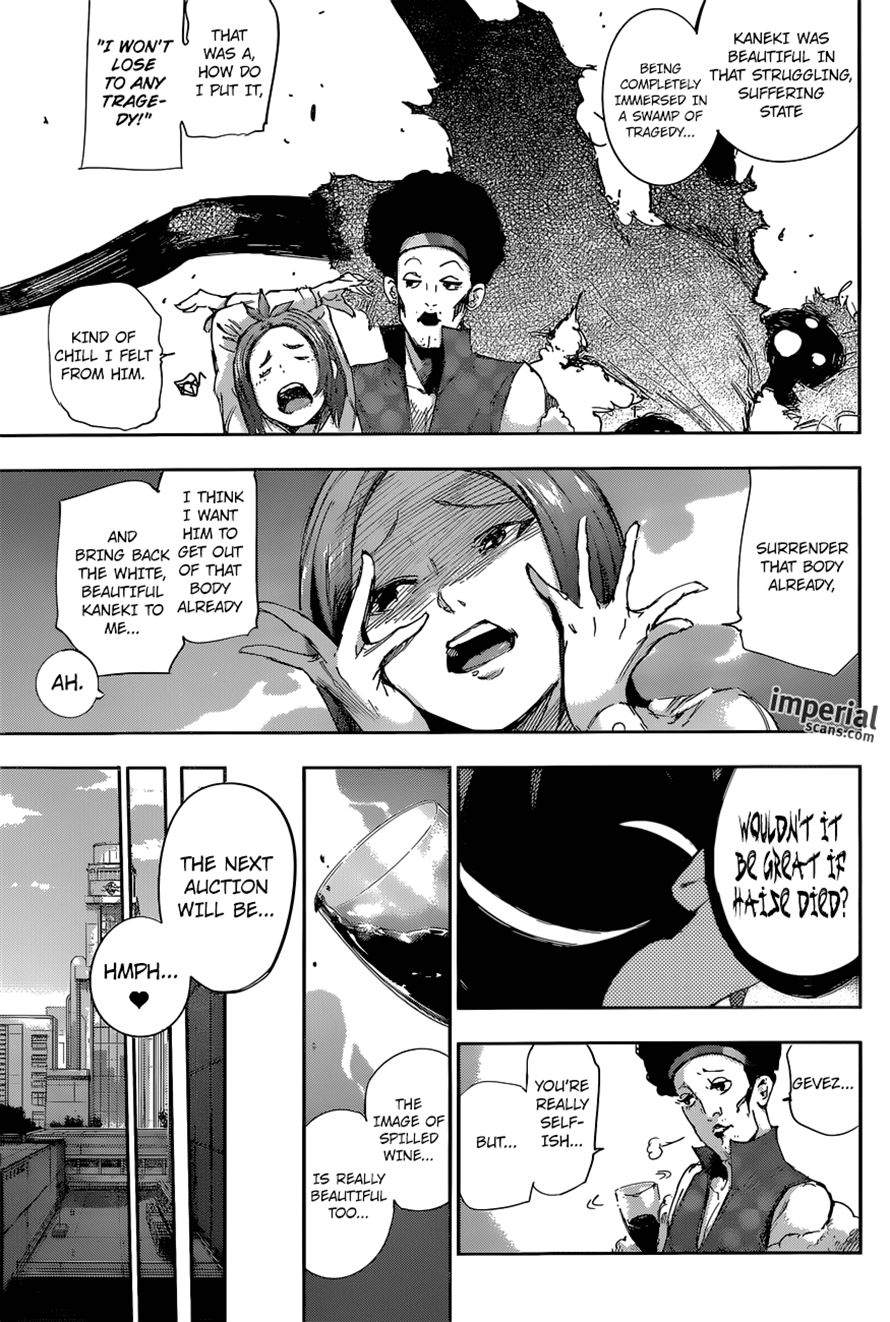 KANEKI WAS
BEAUTIFUL IN
THAT STRUGGLING,
SUFFERING
STATE
BEING
COMPLETELY
IMMERSED IN
A SWAMP OF
TRAGEDY...
THAT
WAS A,
HOW DO
I PUT IT,
"I WON'T
LOSE
TO ANY
TRAGE-
DY!"
KIND OF
CHILL I FELT
FROM HIM.
SURRENDER
THAT BODY
ALREADY,
I THINK
I WANT
HIM TO
GET OUT
OF THAT
BODY
ALREADY
AND
BRING BACK
THE WHITE,
BEAUTIFUL
KANEKI TO
ME...
AH.
imperial
scans.com
WOULDN'T IT
BE GREAT IF
HAISE DIED?
GEVEZ...
YOU'RE
REALLY
SELF-
ISH...
BUT...
THE
IMAGE OF
SPILLED
WINE...
IS REALLY
BEAUTIFUL
TOO...
THE NEXT
AUCTION
WILL BE...
HMPH...
♥